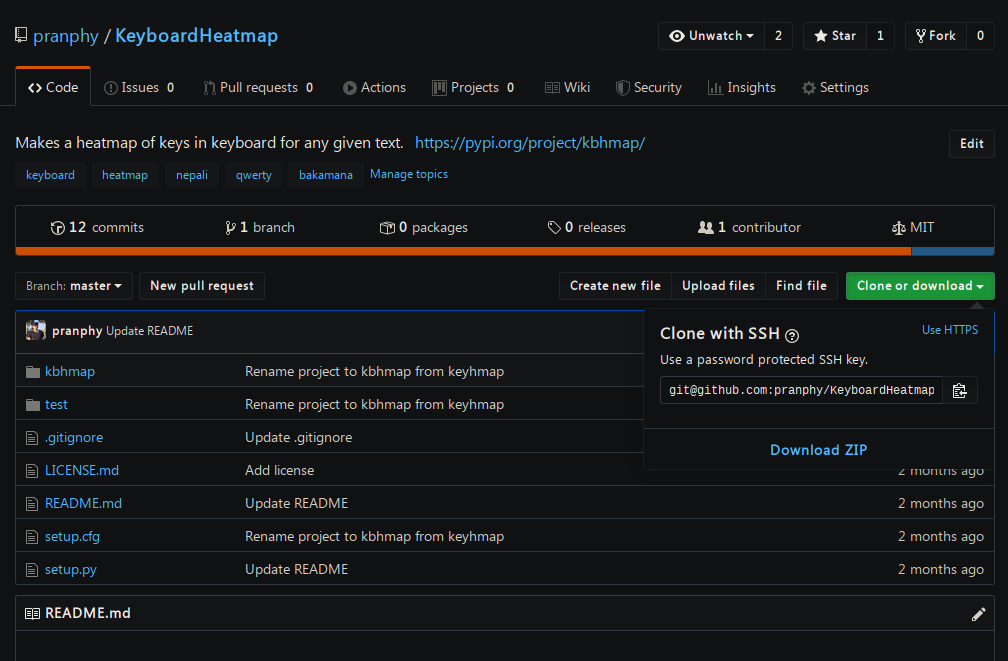 pranphy / KeyboardHeatmap Unwatch 2 Star 1 Fork 0
Code Issues 0 Pull requests 0 Actions Projects 0 Wiki Security Insights Settings
Makes a heatmap of keys in keyboard for any given text. https://pypi.org/project/kbhmap/ Edit
keyboard heatmap nepali qwerty bakamana Manage topics
12 commits 1 branch 0 packages 0 releases 1 contributor MIT
Branch: master New pull request Create new file Upload files Find file Clone or download
pranphy Update README
Clone with SSH ? Use HTTPS
Use a password protected SSH key.
git@github.com:pranphy/KeyboardHeatmap
Download ZIP
kbhmap Rename project to kbhmap from keyhmap
test Rename project to kbhmap from keyhmap
.gitignore Update .gitignore
LICENSE.md Add license 2 months ago
README.md Update README 2 months ago
setup.cfg Rename project to kbhmap from keyhmap 2 months ago
setup.py Update README 2 months ago
README.md